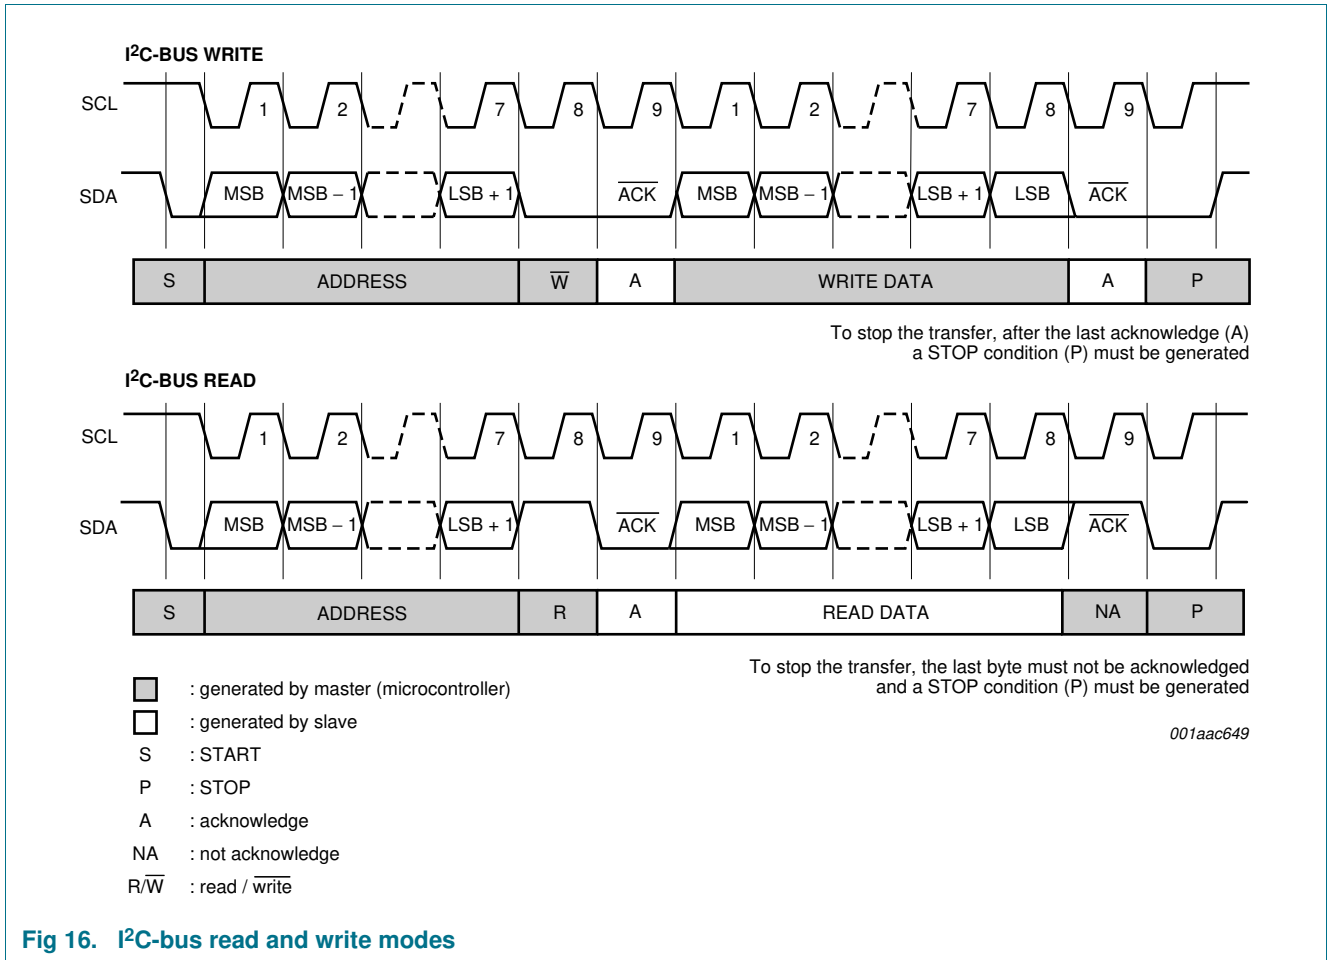 I²C-BUS WRITE
SCL 1 2 7 8 9 1 2 7 8 9
SDA MSB MSB − 1 LSB + 1 A̅C̅K̅ MSB MSB − 1 LSB + 1 LSB A̅C̅K̅
S ADDRESS W̅ A WRITE DATA A P
To stop the transfer, after the last acknowledge (A)
a STOP condition (P) must be generated
I²C-BUS READ
SCL 1 2 7 8 9 1 2 7 8 9
SDA MSB MSB − 1 LSB + 1 A̅C̅K̅ MSB MSB − 1 LSB + 1 LSB A̅C̅K̅
S ADDRESS R A READ DATA NA P
To stop the transfer, the last byte must not be acknowledged
and a STOP condition (P) must be generated
: generated by master (microcontroller)
: generated by slave
001aac649
S : START
P : STOP
A : acknowledge
NA : not acknowledge
R/W̅ : read / w̅r̅i̅t̅e̅
Fig 16. I²C-bus read and write modes